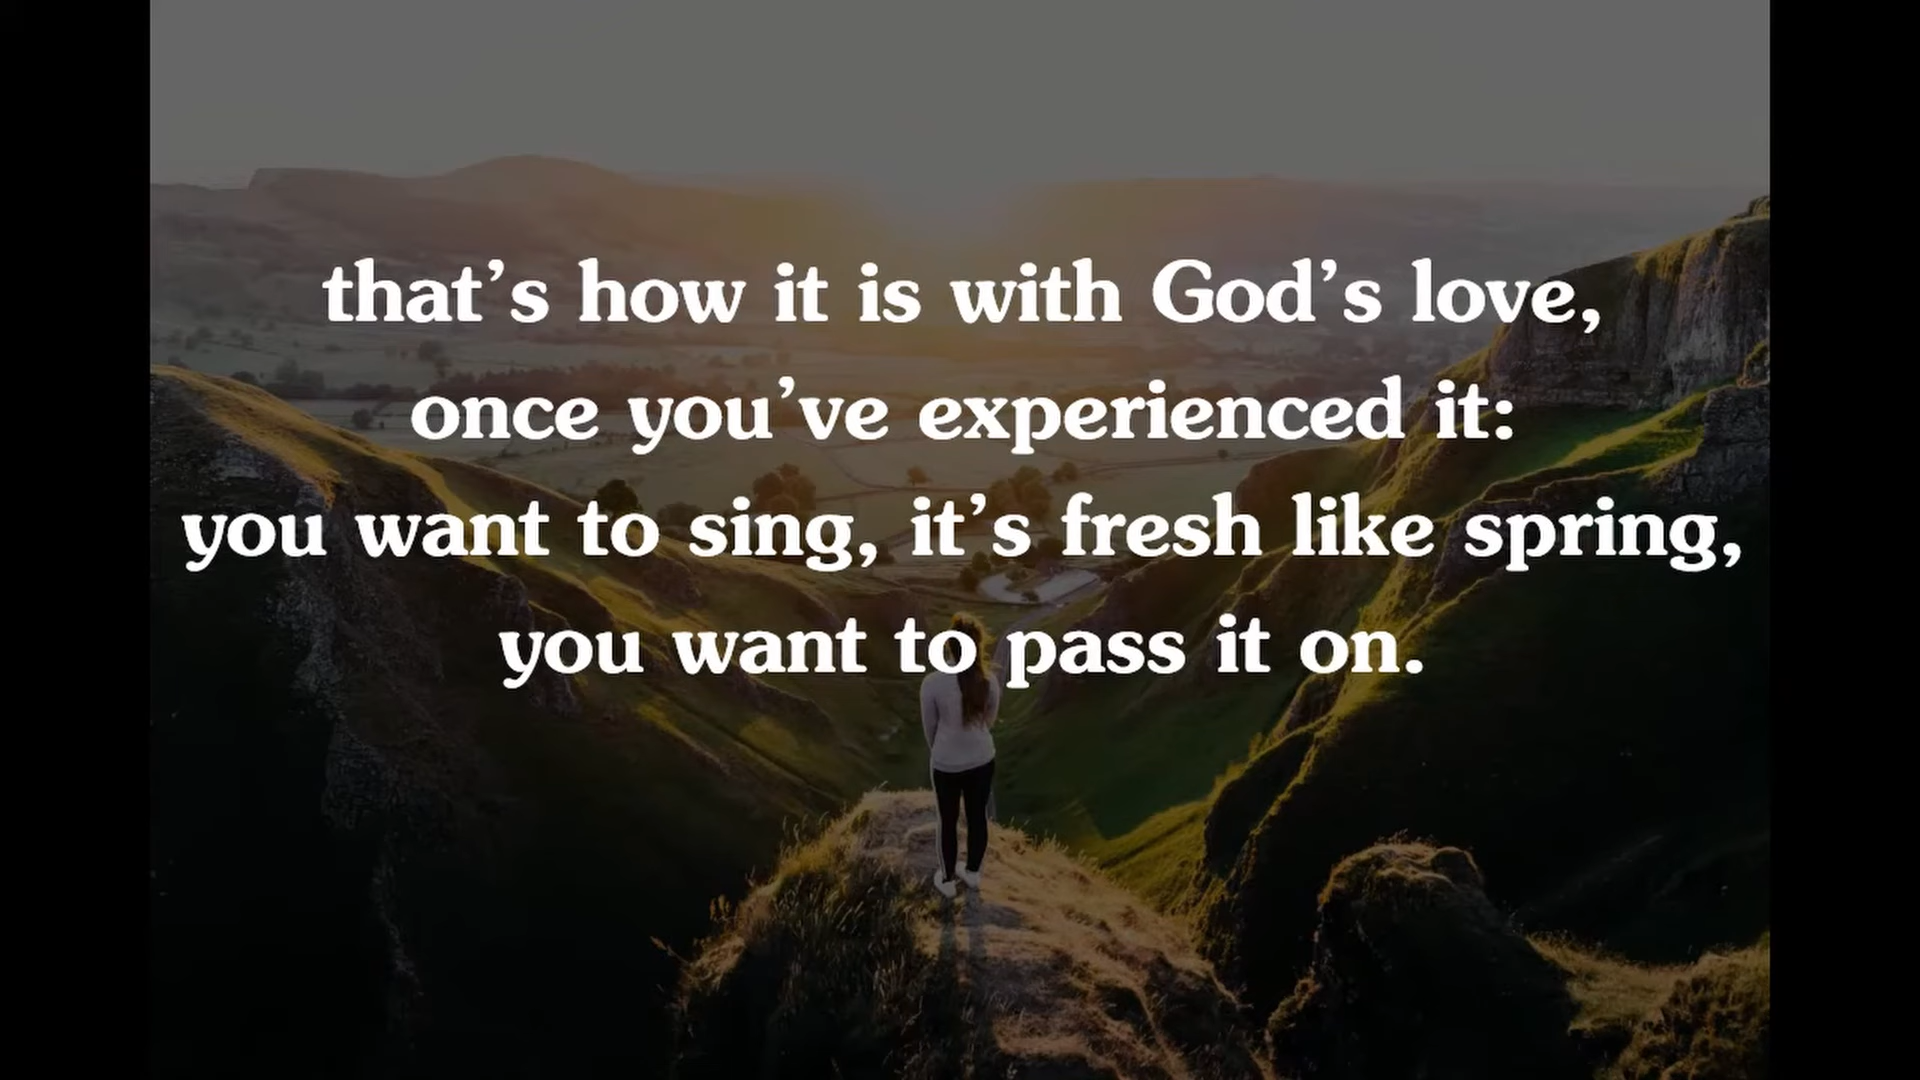 that’s how it is with God’s love,
once you’ve experienced it:
you want to sing, it’s fresh like spring,
you want to pass it on.